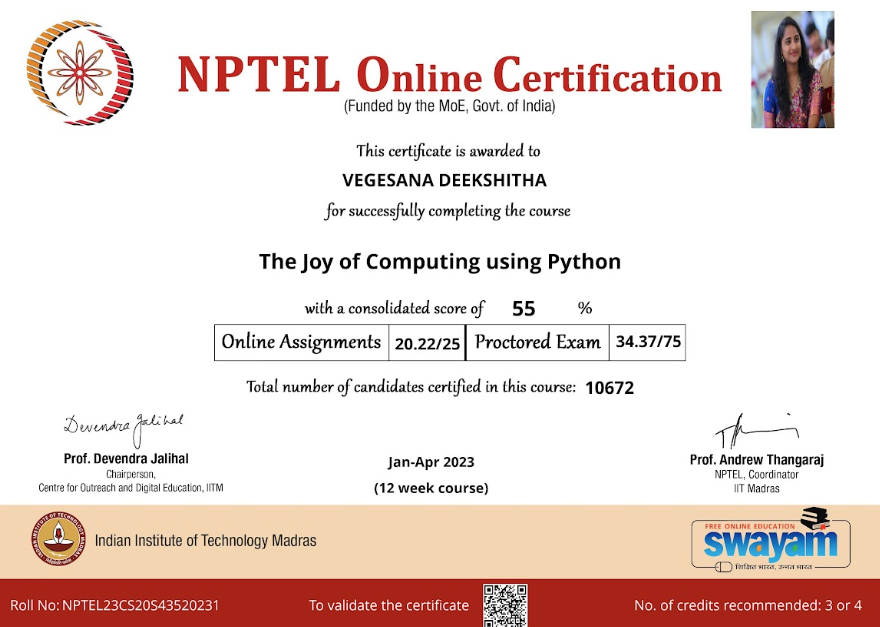 NPTEL Online Certification
(Funded by the MoE, Govt. of India)
This certificate is awarded to
VEGESANA DEEKSHITHA
for successfully completing the course
The Joy of Computing using Python
with a consolidated score of 55 %
Online Assignments 20.22/25 Proctored Exam 34.37/75
Total number of candidates certified in this course: 10672
Devendra Jalihal
Prof. Devendra Jalihal
Chairperson,
Centre for Outreach and Digital Education, IITM
Jan-Apr 2023
(12 week course)
Prof. Andrew Thangaraj
NPTEL, Coordinator
IIT Madras
Indian Institute of Technology Madras
FREE ONLINE EDUCATION
swayam
शिक्षित भारत, उन्नत भारत
Roll No: NPTEL23CS20S43520231
To validate the certificate
No. of credits recommended: 3 or 4